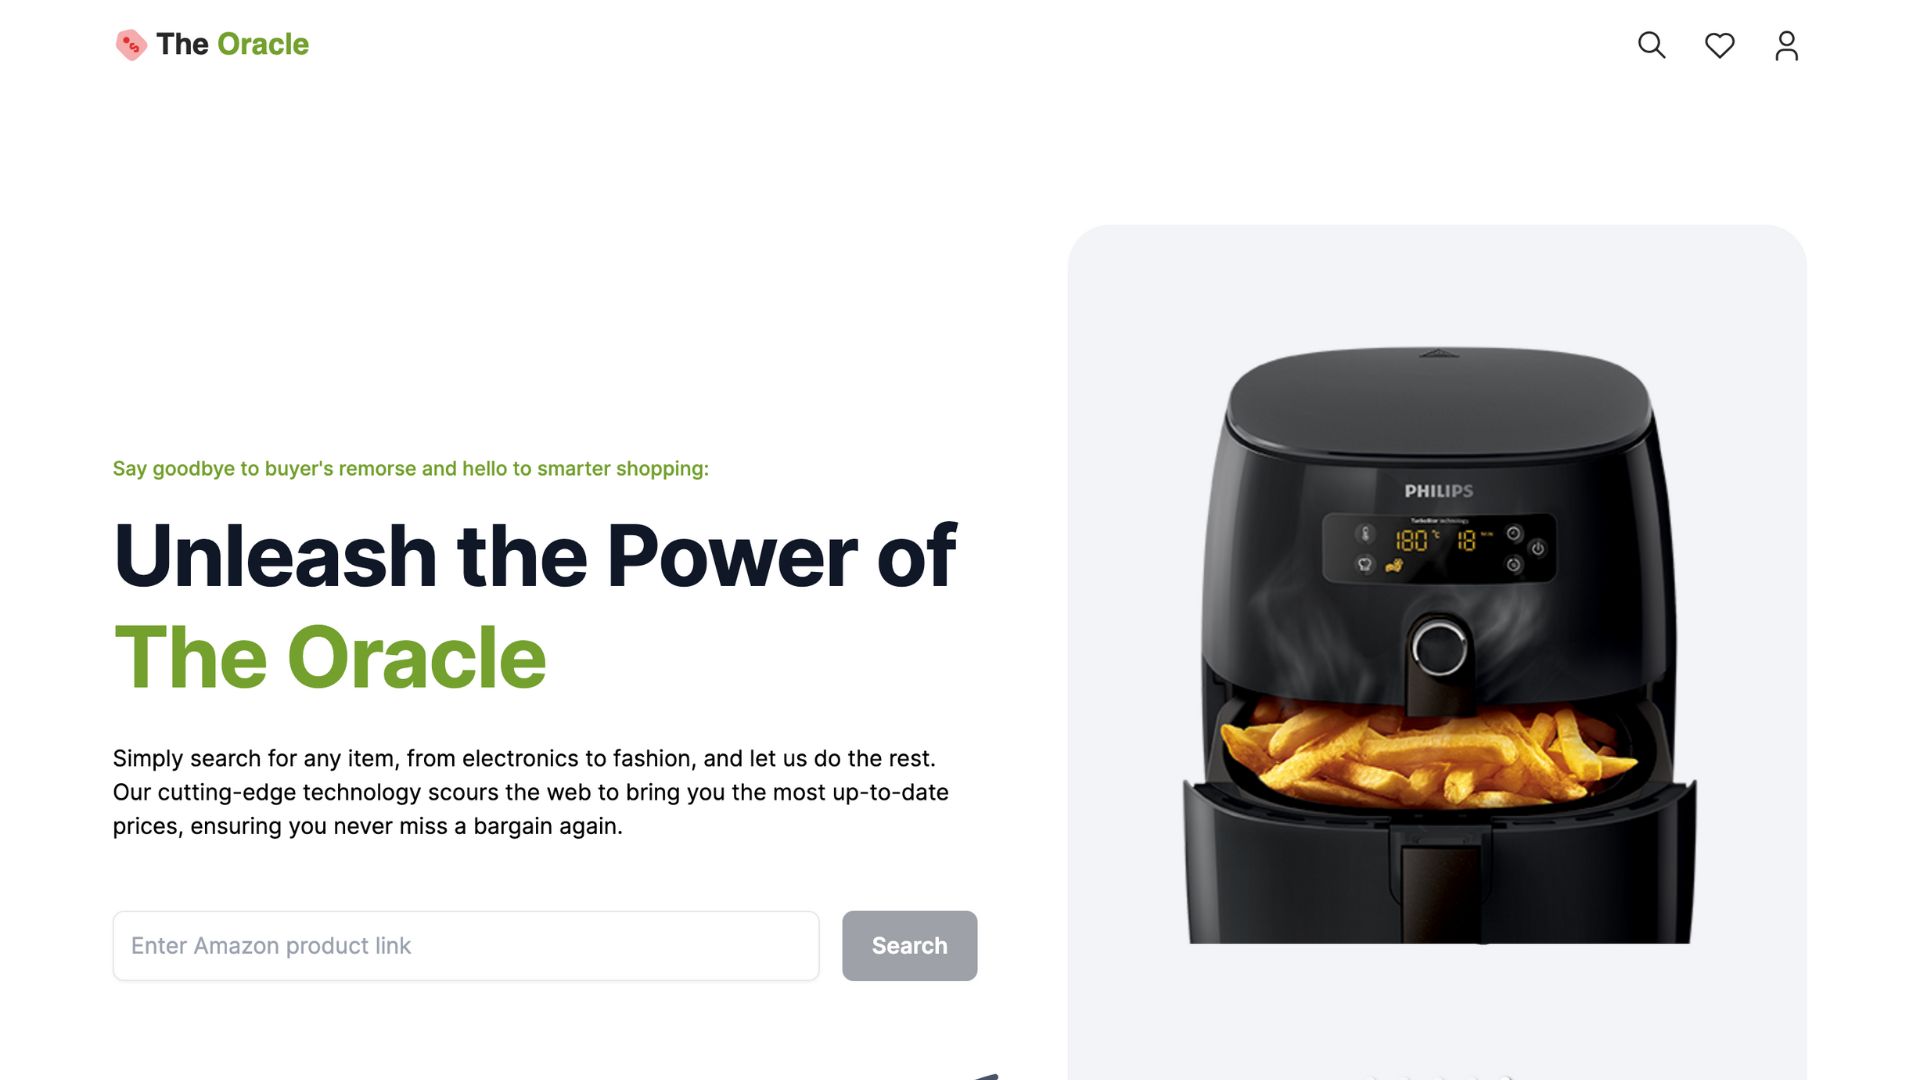 The Oracle
Say goodbye to buyer's remorse and hello to smarter shopping:
Unleash the Power of
The Oracle
Simply search for any item, from electronics to fashion, and let us do the rest.
Our cutting-edge technology scours the web to bring you the most up-to-date
prices, ensuring you never miss a bargain again.
Enter Amazon product link
Search
PHILIPS
TurboStar technology
180°C 18